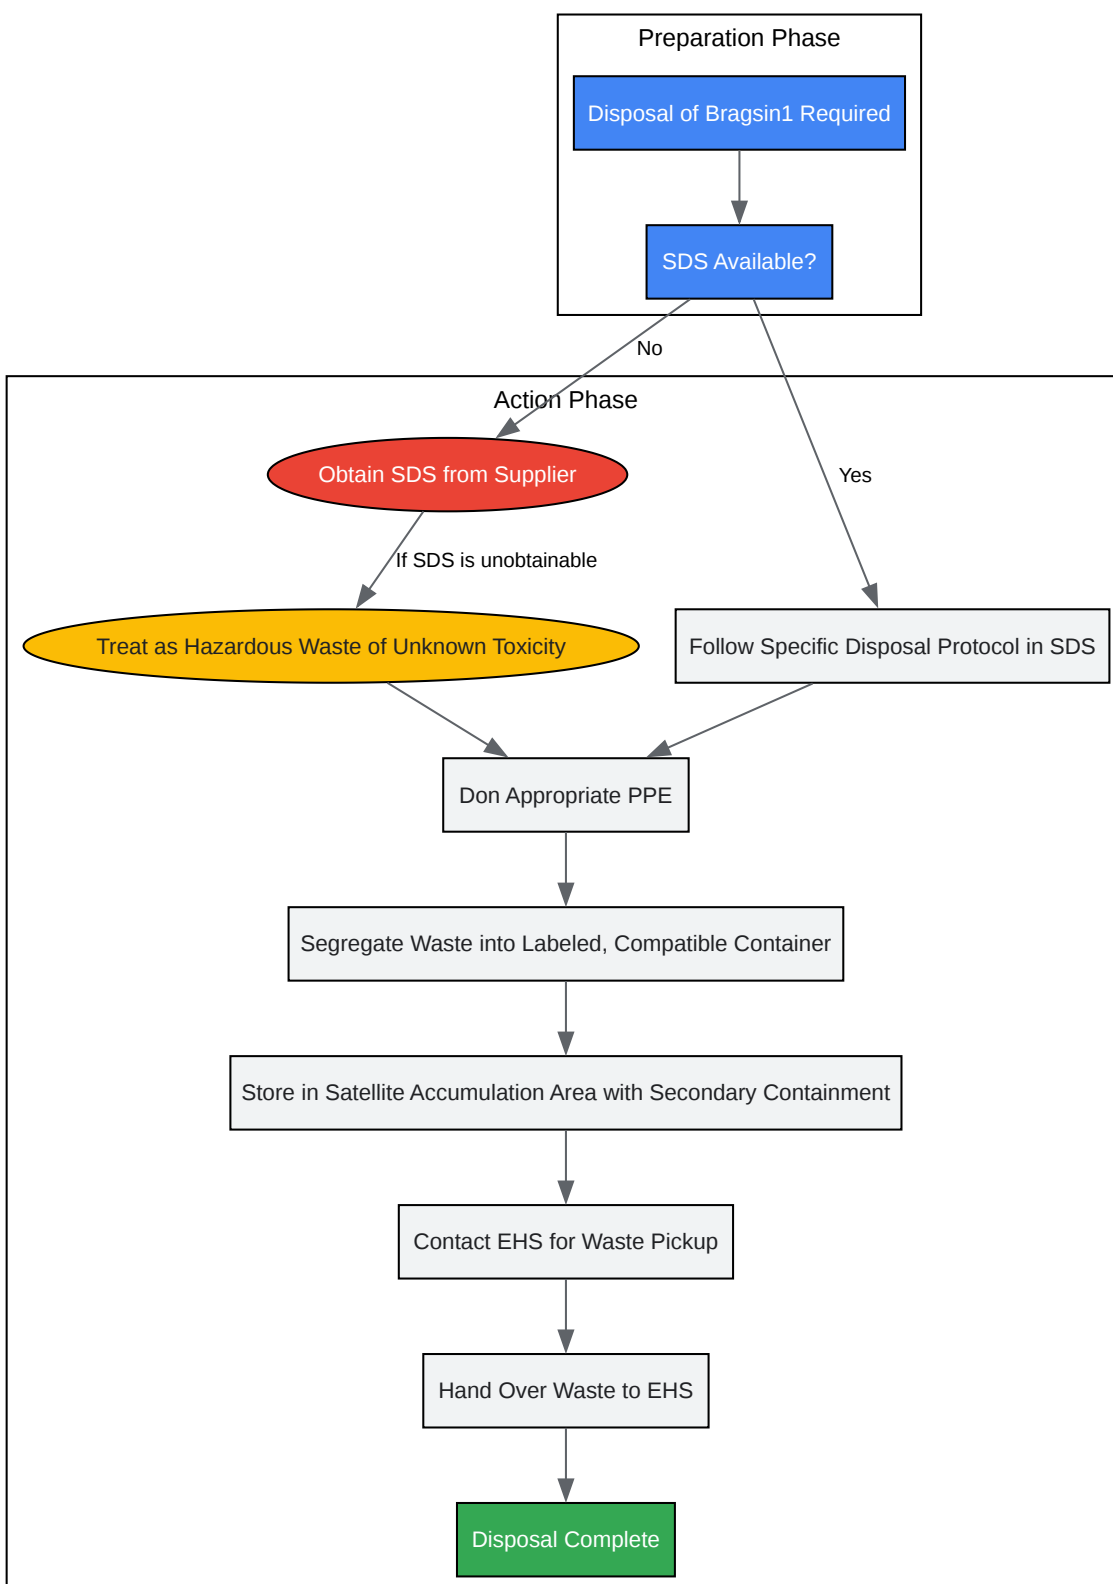 Preparation Phase
Disposal of Bragsin1 Required
SDS Available?
No
Action Phase
Obtain SDS from Supplier
Yes
If SDS is unobtainable
Treat as Hazardous Waste of Unknown Toxicity
Follow Specific Disposal Protocol in SDS
Don Appropriate PPE
Segregate Waste into Labeled, Compatible Container
Store in Satellite Accumulation Area with Secondary Containment
Contact EHS for Waste Pickup
Hand Over Waste to EHS
Disposal Complete